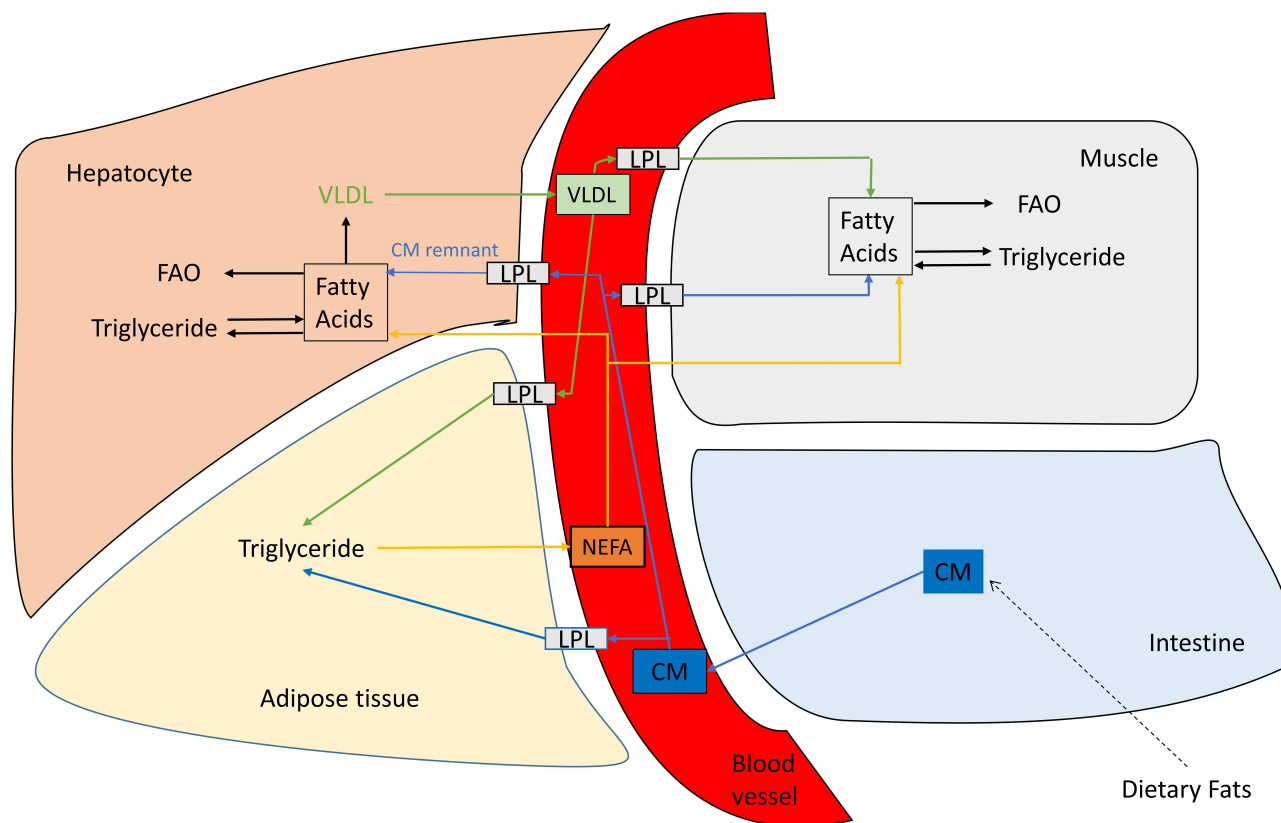 LPL
Muscle
Hepatocyte
VLDL
VLDL
FAO
Fatty
Acids
CM remnant
Triglyceride
FAO
LPL
Fatty
Acids
LPL
Triglyceride
LPL
Triglyceride
NEFA
CM
LPL
Intestine
CM
Adipose tissue
Blood
vessel
Dietary Fats